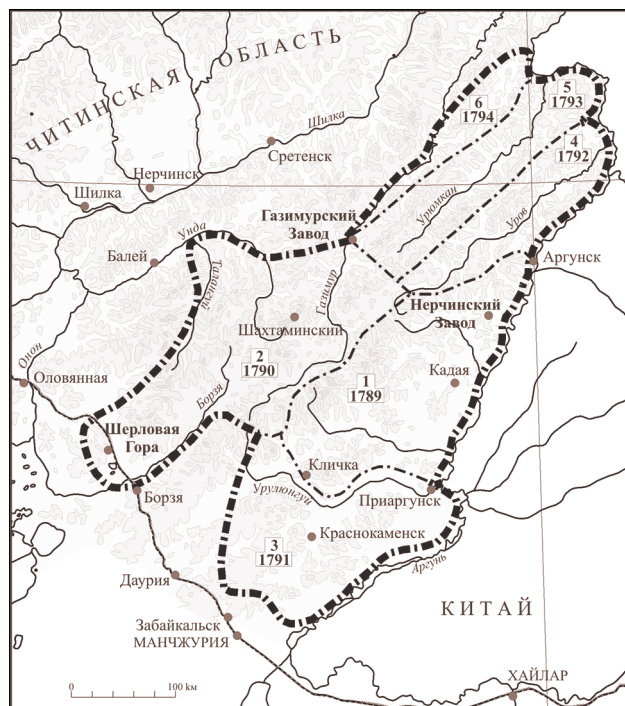 ЧИТИНСКАЯ ОБЛАСТЬ
6
1794
5
1793
4
1792
Шилка
Сретенск
Нерчинск
Шилка
Урюмкан
Уров
Газимурский
Завод
Унда
Балей
Талангуй
Газимур
Аргунск
Нерчинский
Завод
Шахтаминский
Онон
Оловянная
2
1790
Борзя
1
1789
Кадая
Шерловая
Гора
Борзя
Кличка
Урулюнгуй
Приаргунск
Краснокаменск
3
1791
Аргунь
Даурия
Забайкальск
МАНЧЖУРИЯ
КИТАЙ
ХАЙЛАР
0 100 км